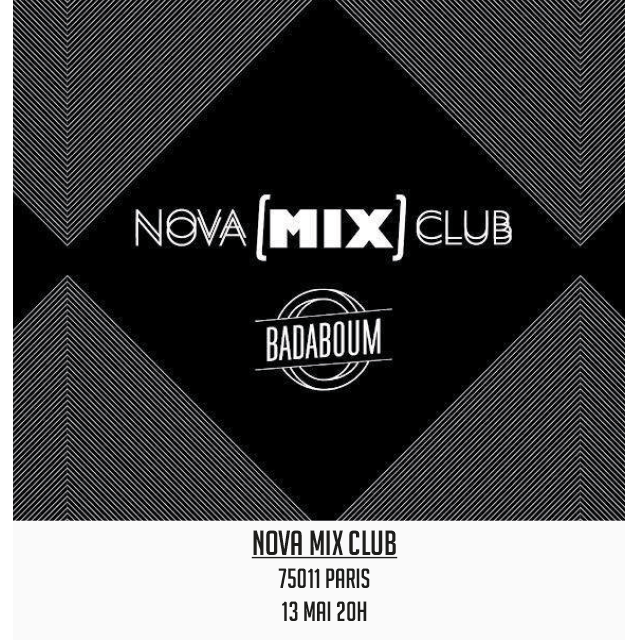 NOVA [MIX] CLUB
BADABOUM
NOVA MIX CLUB
75011 PARIS
13 MAI 20H